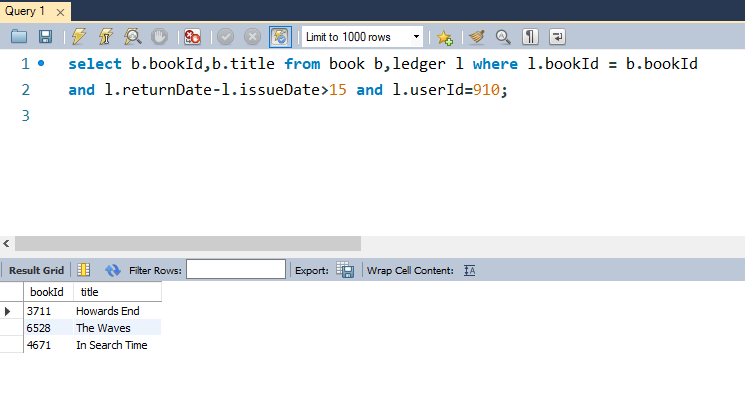 Query 1 ×
Limit to 1000 rows
1 select b.bookId,b.title from book b,ledger l where l.bookId = b.bookId
2 and l.returnDate-l.issueDate>15 and l.userId=910;
3
Result Grid Filter Rows: Export: Wrap Cell Content:
bookId title
3711 Howards End
6528 The Waves
4671 In Search Time